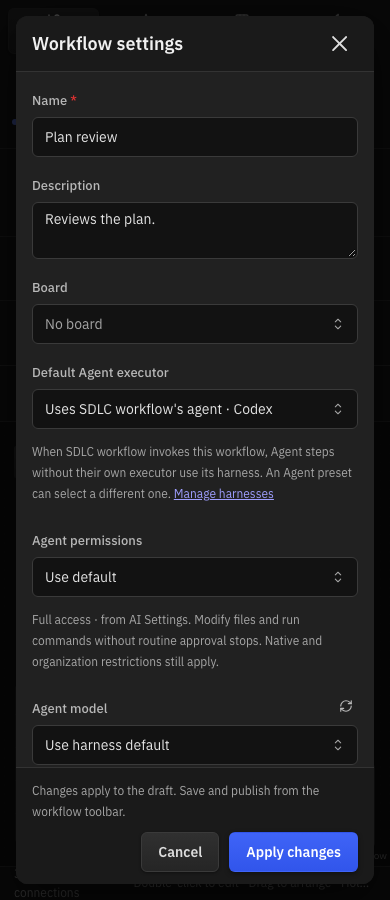 Workflow settings
Name *
Plan review
Description
Reviews the plan.
Board
No board
Default Agent executor
Uses SDLC workflow's agent · Codex
When SDLC workflow invokes this workflow, Agent steps
without their own executor use its harness. An Agent preset
can select a different one. Manage harnesses
Agent permissions
Use default
Full access · from AI Settings. Modify files and run
commands without routine approval stops. Native and
organization restrictions still apply.
Agent model
Use harness default
Changes apply to the draft. Save and publish from the
workflow toolbar.
Cancel
Apply changes
connections